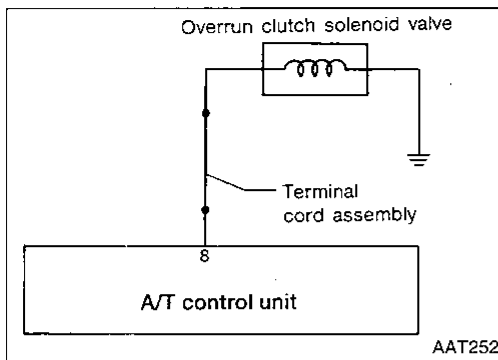 Overrun clutch solenoid valve
Terminal
cord assembly
8
A/T control unit
AAT252